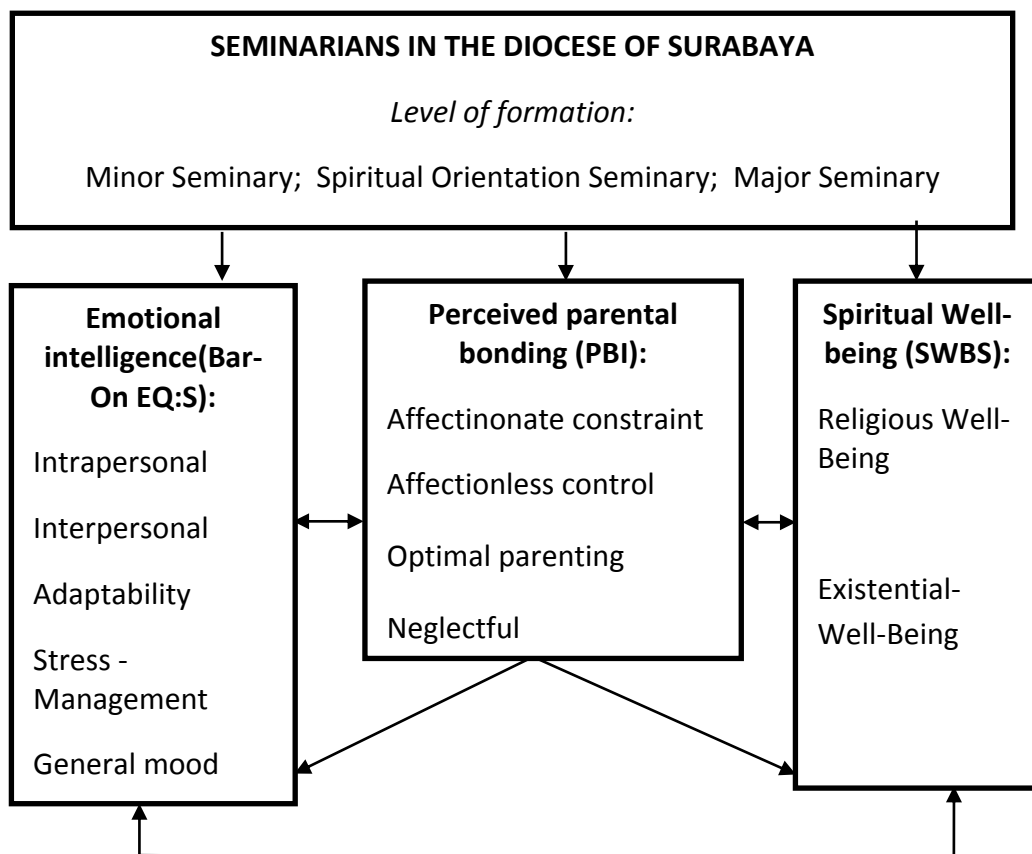 SEMINARIANS IN THE DIOCESE OF SURABAYA
Level of formation:
Minor Seminary; Spiritual Orientation Seminary; Major Seminary
Emotional
intelligence(Bar-
On EQ:S):
Intrapersonal
Interpersonal
Adaptability
Stress -
Management
General mood
Perceived parental
bonding (PBI):
Affectinonate constraint
Affectionless control
Optimal parenting
Neglectful
Spiritual Well-
being (SWBS):
Religious Well-
Being
Existential-
Well-Being